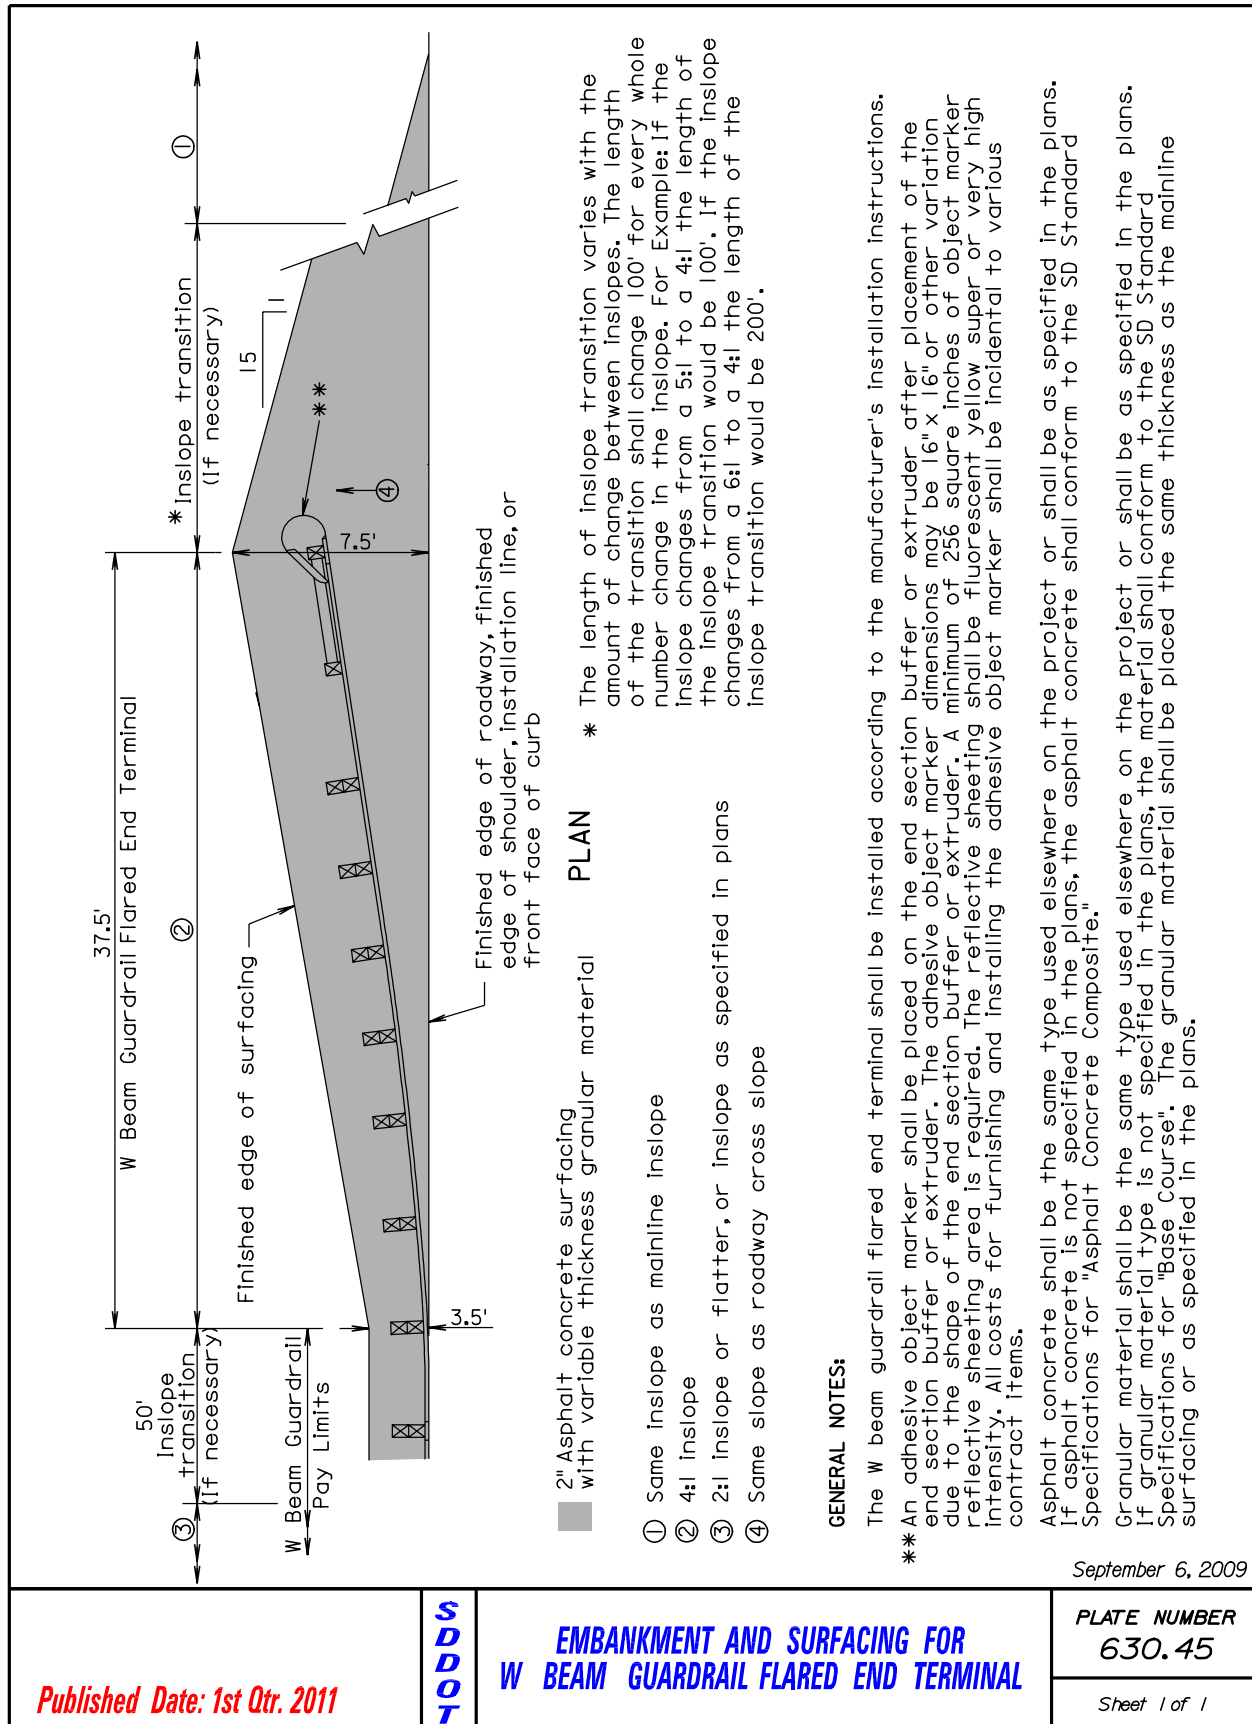 ①
* Inslope transition
(If necessary)
15
1
**
④
7.5'
37.5'
W Beam Guardrail Flared End Terminal
②
Finished edge of surfacing
Finished edge of roadway, finished
edge of shoulder, installation line, or
front face of curb
3.5'
50'
Inslope
transition
(If necessary)
③
W Beam Guardrail
Pay Limits
PLAN
2" Asphalt concrete surfacing
with variable thickness granular material
① Same inslope as mainline inslope
② 4:1 inslope
③ 2:1 inslope or flatter, or inslope as specified in plans
④ Same slope as roadway cross slope
* The length of inslope transition varies with the
amount of change between inslopes. The length
of the transition shall change 100' for every whole
number change in the inslope. For Example: If the
inslope changes from a 5:1 to a 4:1 the length of
the inslope transition would be 100'. If the inslope
changes from a 6:1 to a 4:1 the length of the
inslope transition would be 200'.
GENERAL NOTES:
The W beam guardrail flared end terminal shall be installed according to the manufacturer's installation instructions.
** An adhesive object marker shall be placed on the end section buffer or extruder after placement of the
end section buffer or extruder. The adhesive object marker dimensions may be 16" x 16" or other variation
due to the shape of the end section buffer or extruder. A minimum of 256 square inches of object marker
reflective sheeting area is required. The reflective sheeting shall be fluorescent yellow super or very high
intensity. All costs for furnishing and installing the adhesive object marker shall be incidental to various
contract items.
Asphalt concrete shall be the same type used elsewhere on the project or shall be as specified in the plans.
If asphalt concrete is not specified in the plans, the asphalt concrete shall conform to the SD Standard
Specifications for "Asphalt Concrete Composite."
Granular material shall be the same type used elsewhere on the project or shall be as specified in the plans.
If granular material type is not specified in the plans, the material shall conform to the SD Standard
Specifications for "Base Course". The granular material shall be placed the same thickness as the mainline
surfacing or as specified in the plans.
September 6, 2009
Published Date: 1st Qtr. 2011
SDDOT
EMBANKMENT AND SURFACING FOR
W BEAM GUARDRAIL FLARED END TERMINAL
PLATE NUMBER
630.45
Sheet 1 of 1